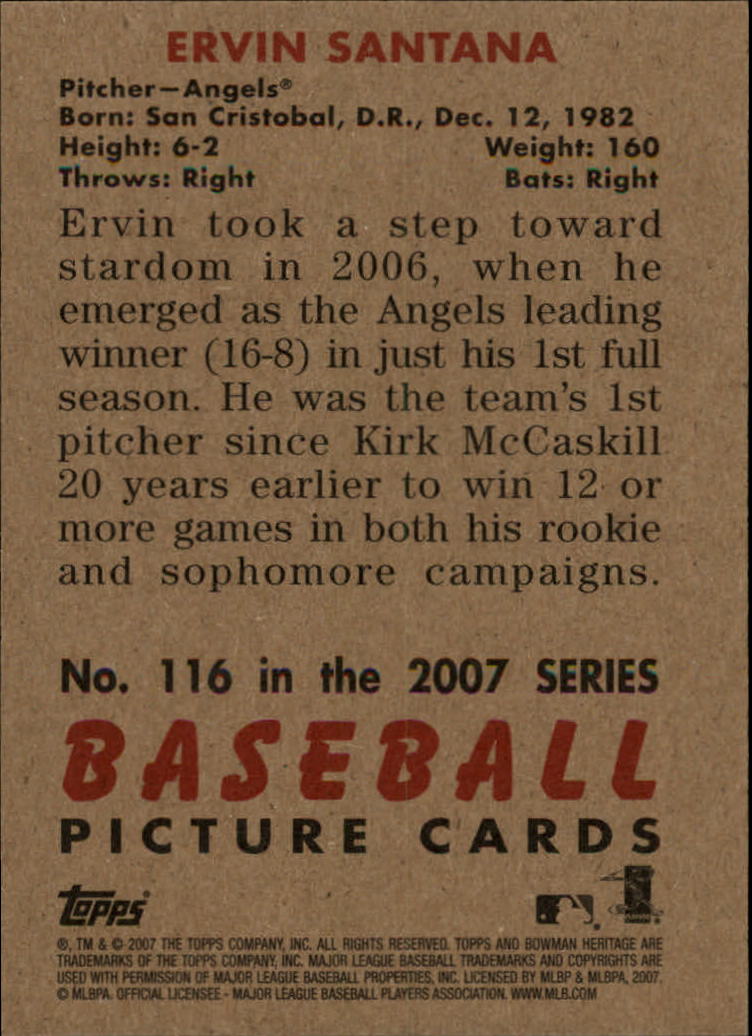 ERVIN SANTANA
Pitcher—Angels®
Born: San Cristobal, D.R., Dec. 12, 1982
Height: 6-2 Weight: 160
Throws: Right Bats: Right
Ervin took a step toward
stardom in 2006, when he
emerged as the Angels leading
winner (16-8) in just his 1st full
season. He was the team's 1st
pitcher since Kirk McCaskill
20 years earlier to win 12 or
more games in both his rookie
and sophomore campaigns.
No. 116 in the 2007 SERIES
BASEBALL
PICTURE CARDS
Topps
®, TM & © 2007 THE TOPPS COMPANY, INC. ALL RIGHTS RESERVED. TOPPS AND BOWMAN HERITAGE ARE
TRADEMARKS OF THE TOPPS COMPANY, INC. MAJOR LEAGUE BASEBALL TRADEMARKS AND COPYRIGHTS ARE
USED WITH PERMISSION OF MAJOR LEAGUE BASEBALL PROPERTIES, INC. LICENSED BY MLBP & MLBPA, 2007.
© MLBPA. OFFICIAL LICENSEE - MAJOR LEAGUE BASEBALL PLAYERS ASSOCIATION. WWW.MLB.COM